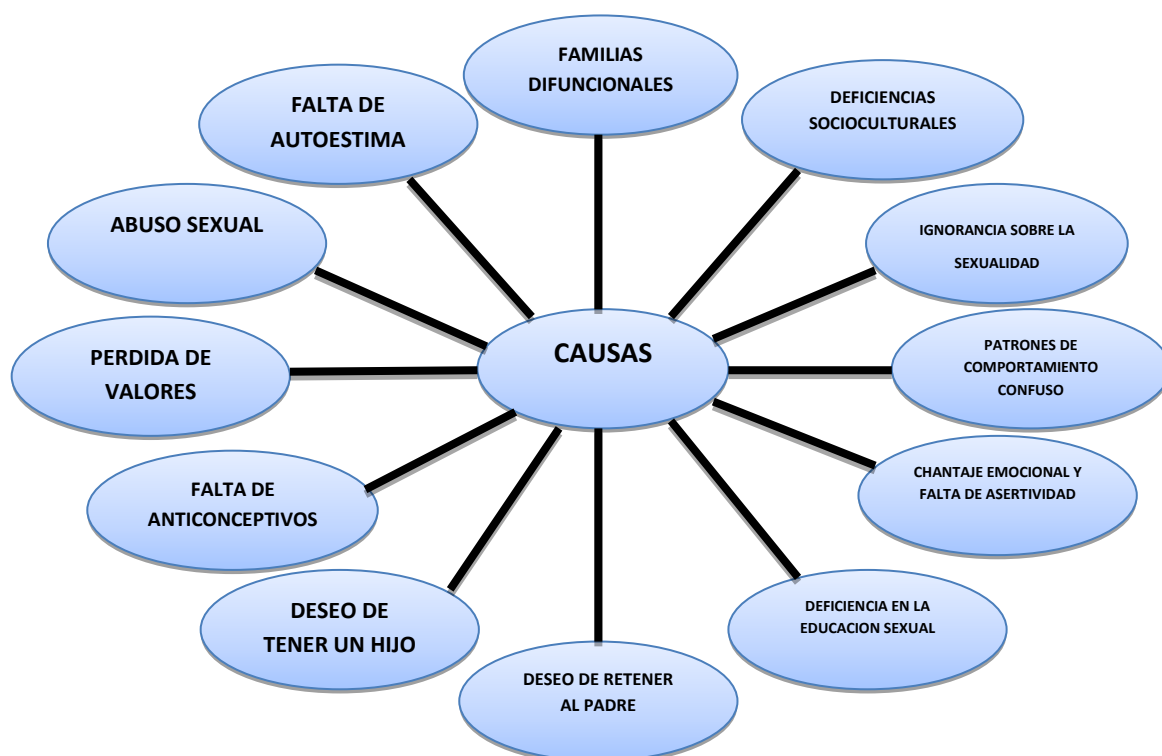 FAMILIAS
DIFUNCIONALES
FALTA DE
AUTOESTIMA
DEFICIENCIAS
SOCIOCULTURALES
ABUSO SEXUAL
IGNORANCIA SOBRE LA
SEXUALIDAD
CAUSAS
PERDIDA DE
VALORES
PATRONES DE
COMPORTAMIENTO
CONFUSO
FALTA DE
ANTICONCEPTIVOS
CHANTAJE EMOCIONAL Y
FALTA DE ASERTIVIDAD
DESEO DE
TENER UN HIJO
DEFICIENCIA EN LA
EDUCACION SEXUAL
DESEO DE RETENER
AL PADRE